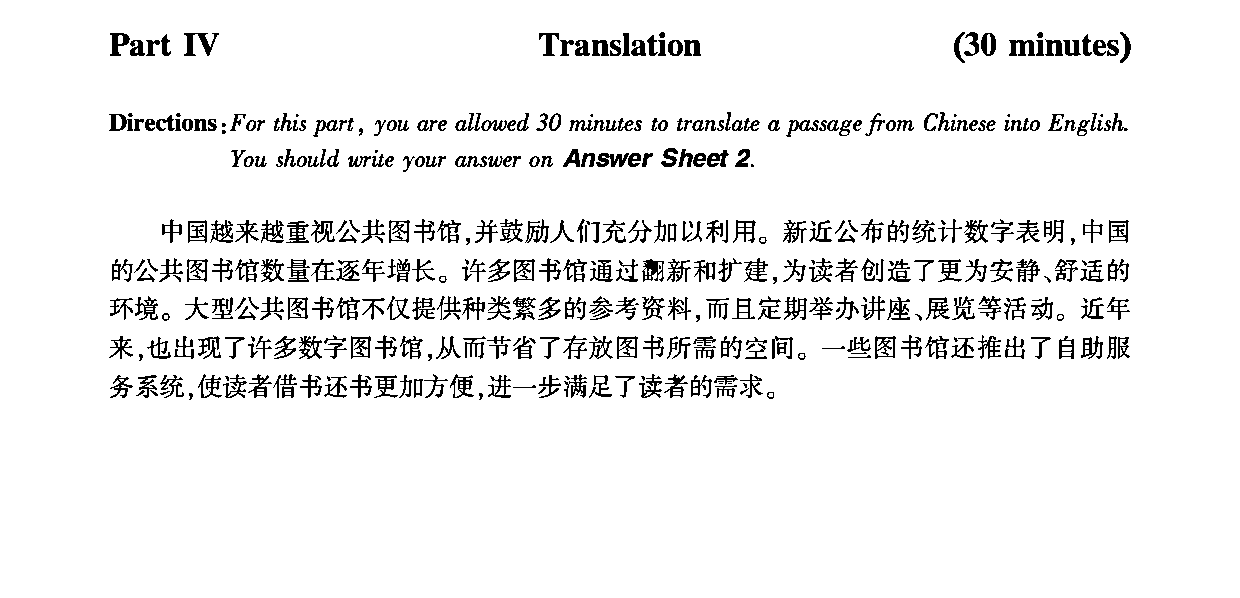 Part IV Translation (30 minutes)
Directions: For this part, you are allowed 30 minutes to translate a passage from Chinese into English.
You should write your answer on Answer Sheet 2.
中国越来越重视公共图书馆,并鼓励人们充分加以利用。新近公布的统计数字表明,中国
的公共图书馆数量在逐年增长。许多图书馆通过翻新和扩建,为读者创造了更为安静、舒适的
环境。大型公共图书馆不仅提供种类繁多的参考资料,而且定期举办讲座、展览等活动。近年
来,也出现了许多数字图书馆,从而节省了存放图书所需的空间。一些图书馆还推出了自助服
务系统,使读者借书还书更加方便,进一步满足了读者的需求。